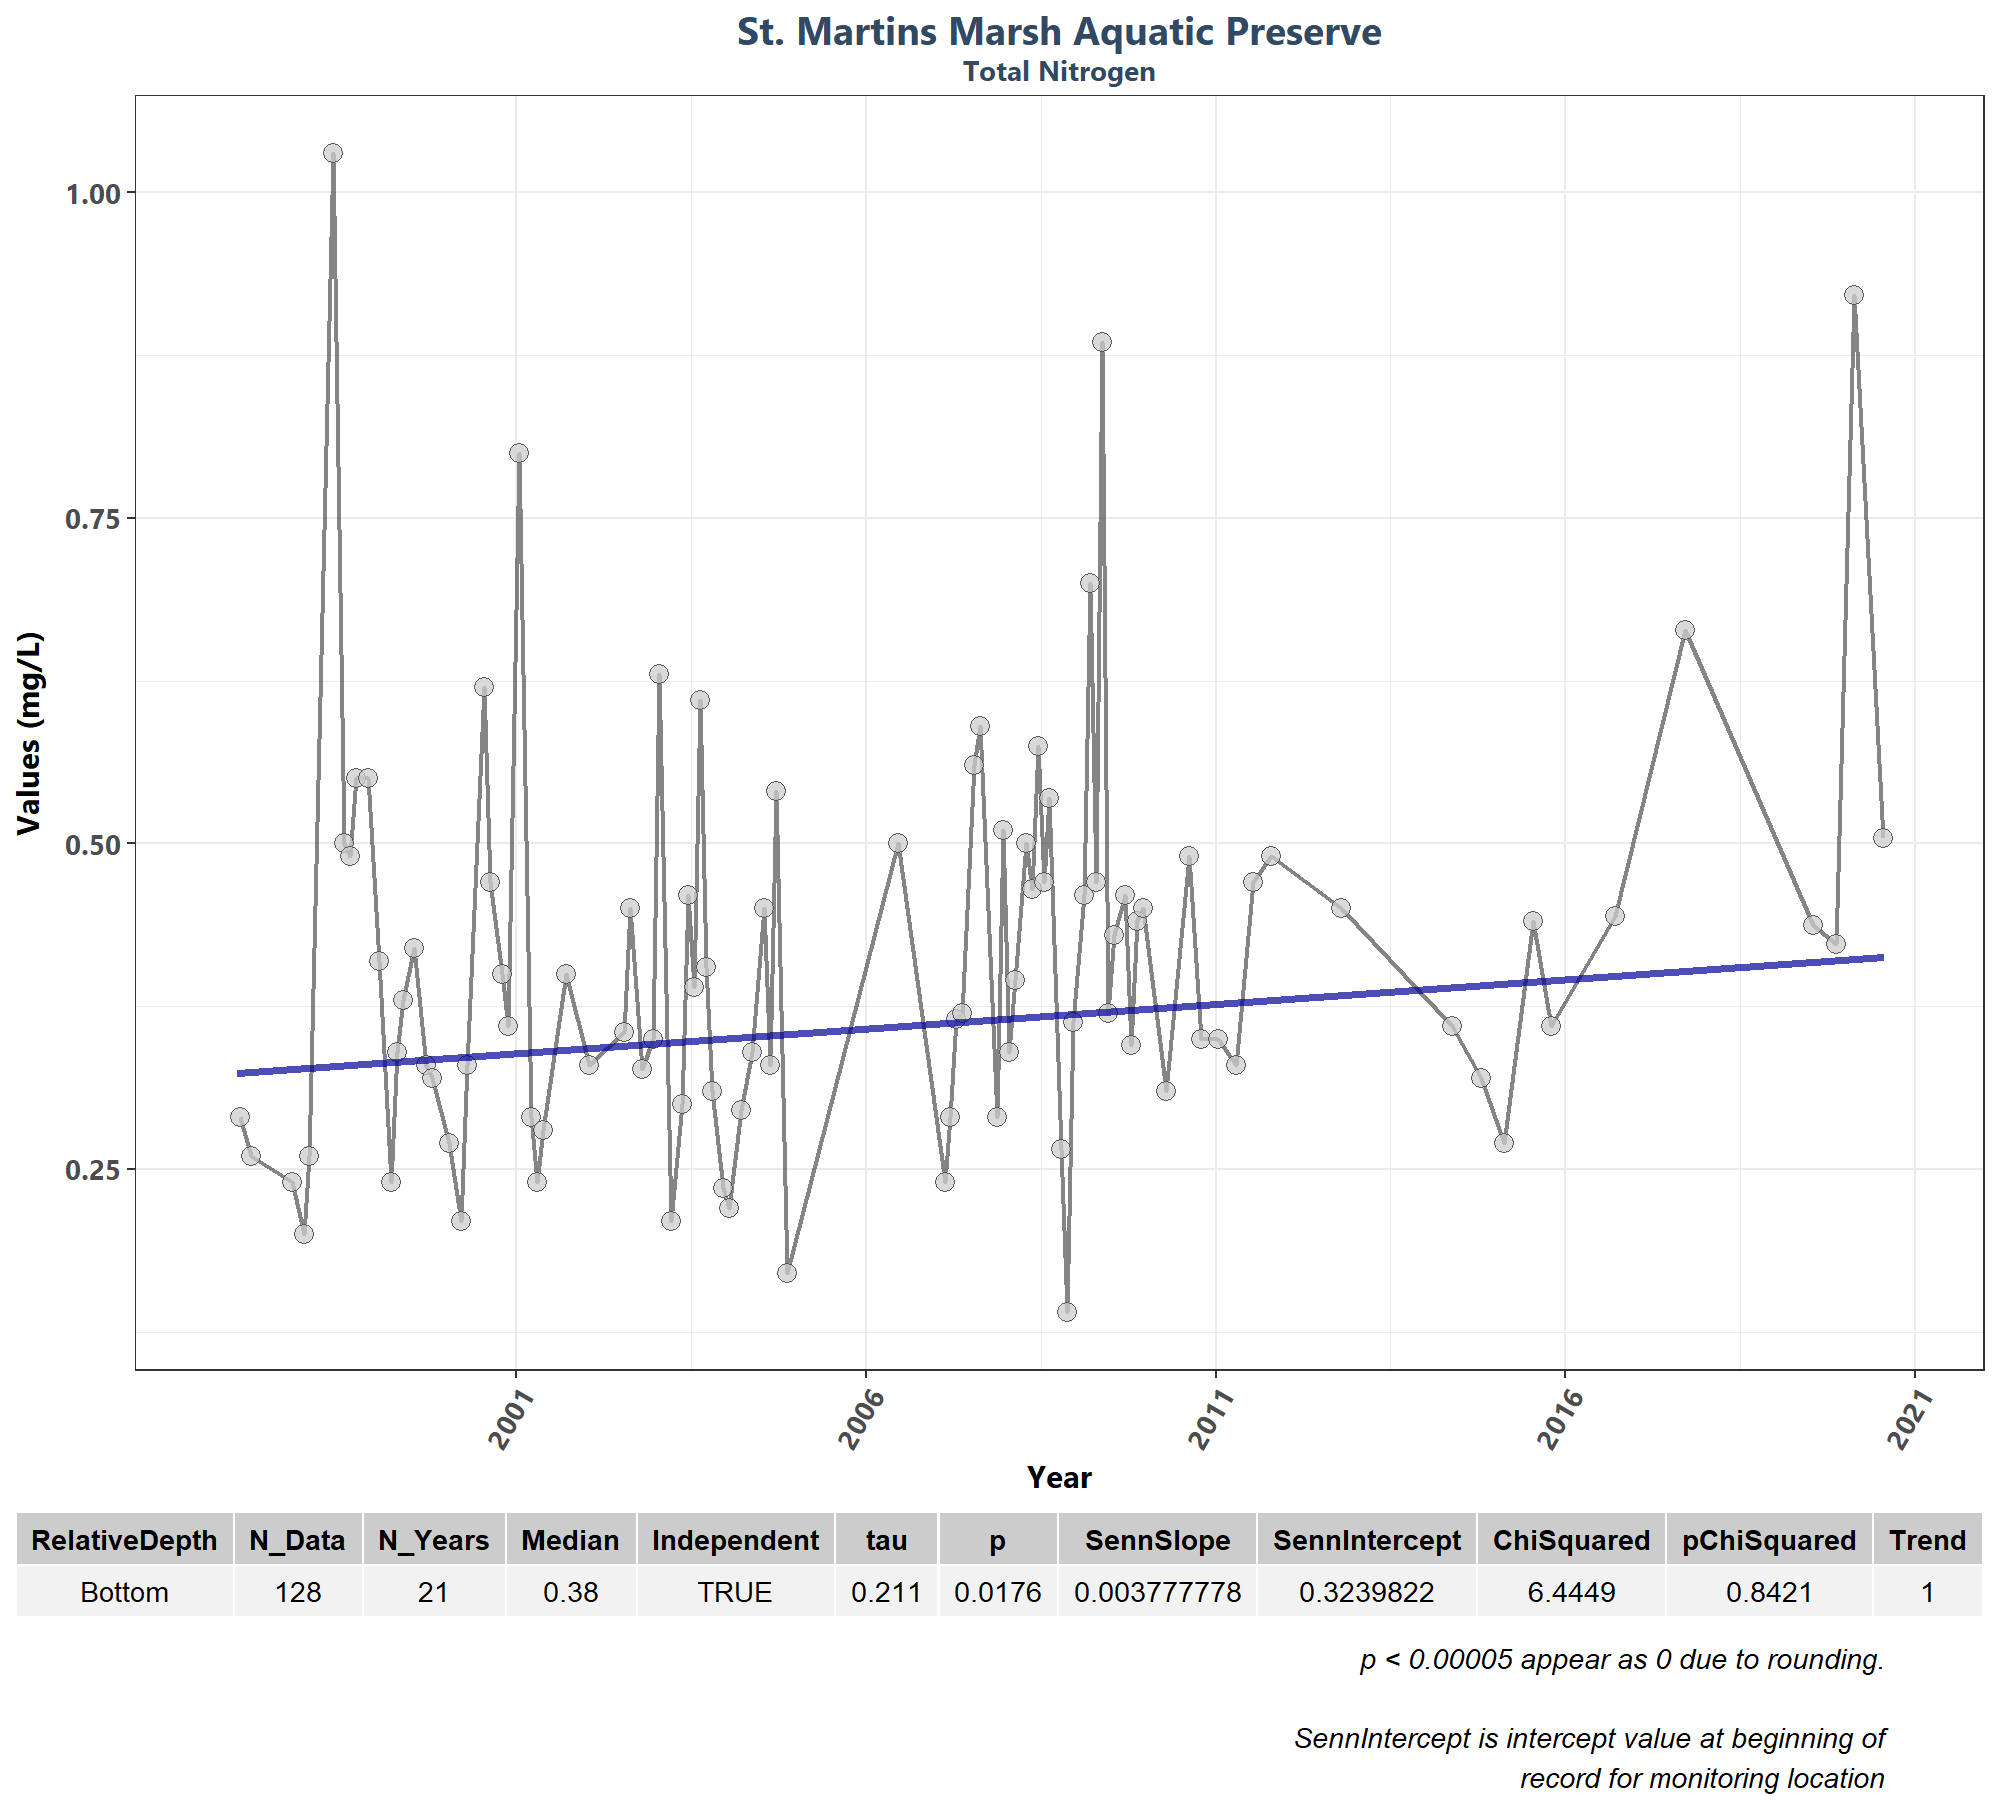 St. Martins Marsh Aquatic Preserve
Total Nitrogen
Values (mg/L)
1.00
0.75
0.50
0.25
2001
2006
2011
2016
2021
Year
RelativeDepth N_Data N_Years Median Independent tau p SennSlope SennIntercept ChiSquared pChiSquared Trend
Bottom 128 21 0.38 TRUE 0.211 0.0176 0.003777778 0.3239822 6.4449 0.8421 1
p < 0.00005 appear as 0 due to rounding.
SennIntercept is intercept value at beginning of
record for monitoring location